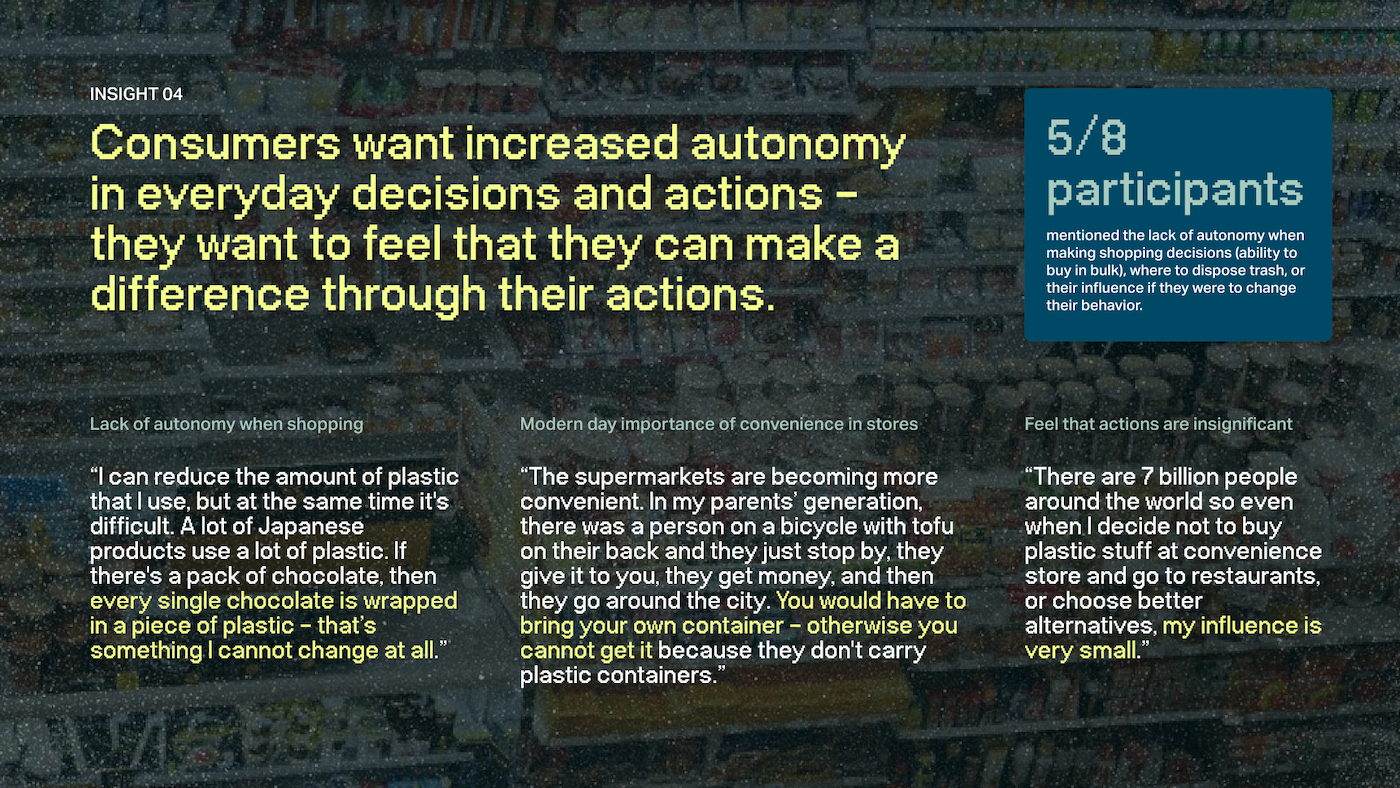 INSIGHT 04
Consumers want increased autonomy
in everyday decisions and actions –
they want to feel that they can make a
difference through their actions.
5/8
participants
mentioned the lack of autonomy when
making shopping decisions (ability to
buy in bulk), where to dispose trash, or
their influence if they were to change
their behavior.
Lack of autonomy when shopping
“I can reduce the amount of plastic
that I use, but at the same time it's
difficult. A lot of Japanese
products use a lot of plastic. If
there's a pack of chocolate, then
every single chocolate is wrapped
in a piece of plastic – that’s
something I cannot change at all.”
Modern day importance of convenience in stores
“The supermarkets are becoming more
convenient. In my parents’ generation,
there was a person on a bicycle with tofu
on their back and they just stop by, they
give it to you, they get money, and then
they go around the city. You would have to
bring your own container – otherwise you
cannot get it because they don't carry
plastic containers.”
Feel that actions are insignificant
“There are 7 billion people
around the world so even
when I decide not to buy
plastic stuff at convenience
store and go to restaurants,
or choose better
alternatives, my influence is
very small.”